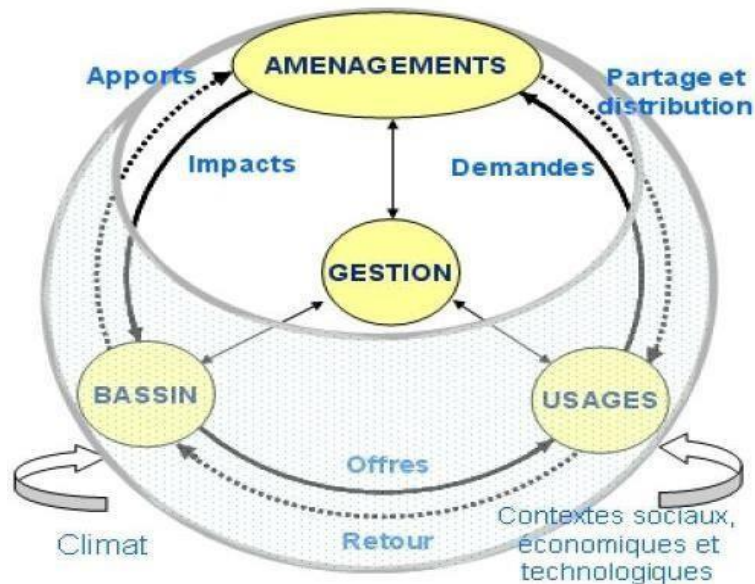 AMENAGEMENTS
Apports
Partage et
distribution
Impacts
Demandes
GESTION
BASSIN
USAGES
Offres
Retour
Climat
Contextes sociaux,
économiques et
technologiques